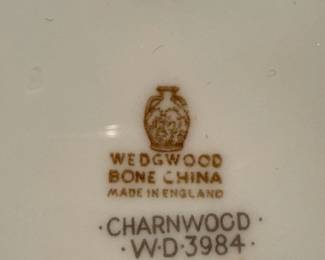 WEDGWOOD
BONE CHINA
MADE IN ENGLAND
·CHARNWOOD·
·W·D·3984·